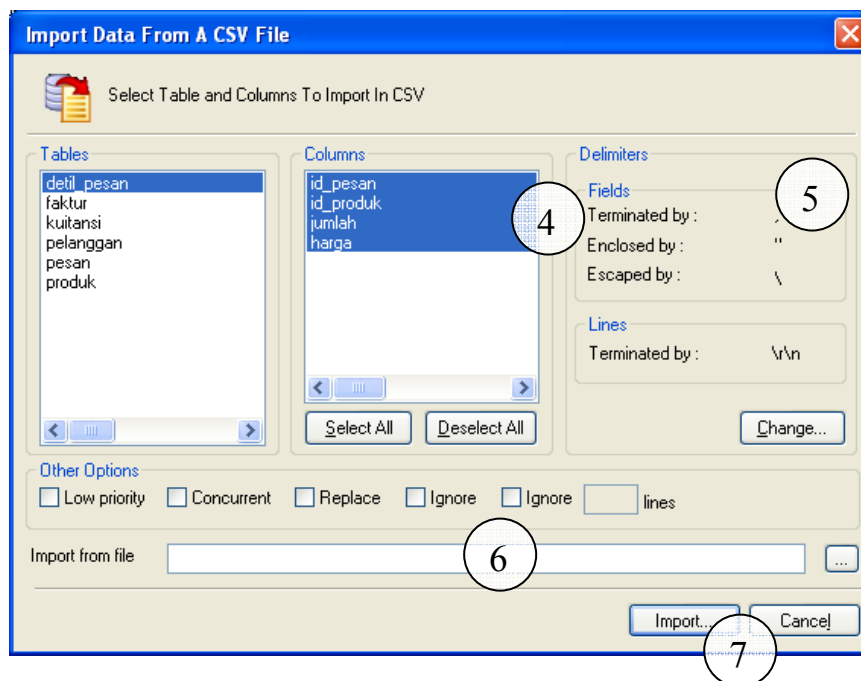 Import Data From A CSV File
Select Table and Columns To Import In CSV
Tables
detil_pesan
faktur
kuitansi
pelanggan
pesan
produk
Columns
id_pesan
id_produk
jumlah
harga
4
Select All Deselect All
Delimiters
Fields
5
Terminated by : ,
Enclosed by : "
Escaped by : \
Lines
Terminated by : \r\n
Change...
Other Options
Low priority Concurrent Replace Ignore Ignore lines
Import from file 6 ...
Import... Cancel
7